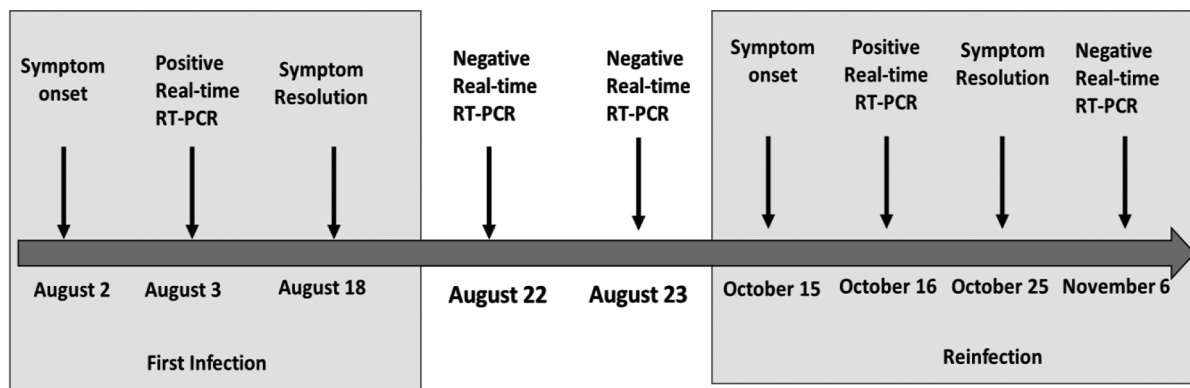 Symptom
onset
Positive
Real-time
RT-PCR
Symptom
Resolution
Negative
Real-time
RT-PCR
Negative
Real-time
RT-PCR
Symptom
onset
Positive
Real-time
RT-PCR
Symptom
Resolution
Negative
Real-time
RT-PCR
August 2
August 3
August 18
August 22
August 23
October 15
October 16
October 25
November 6
First Infection
Reinfection